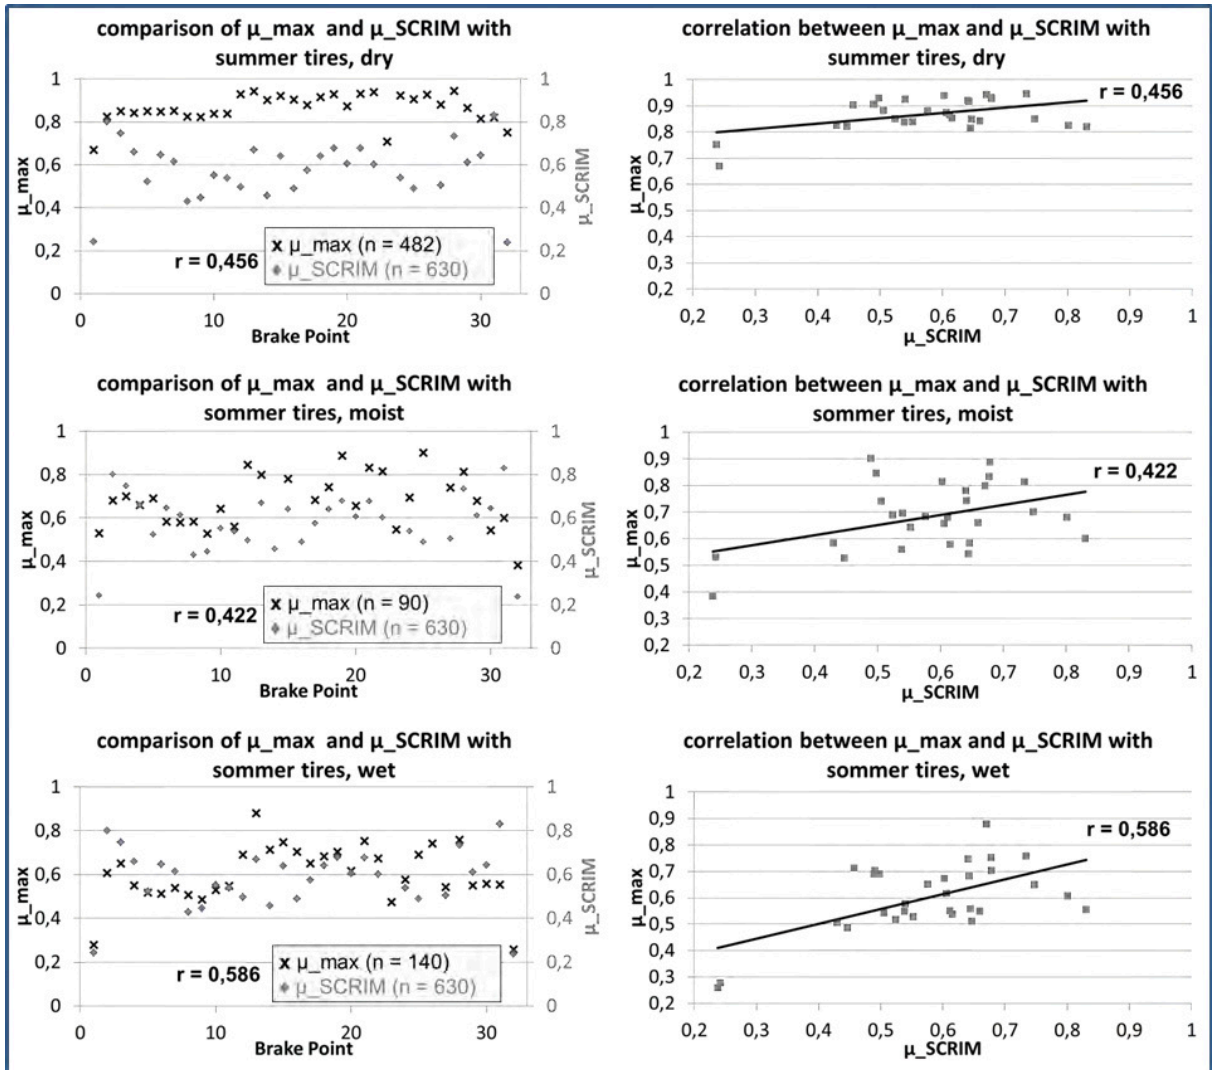 comparison of μ_max and μ_SCRIM with
summer tires, dry
1
0,8
0,6
0,4
0,2
0
μ_max
1
0,8
0,6
0,4
0,2
0
μ_SCRIM
r = 0,456
× μ_max (n = 482)
μ_SCRIM (n = 630)
0 10 20 30
Brake Point
correlation between μ_max and μ_SCRIM with
summer tires, dry
1
0,9
0,8
0,7
0,6
0,5
0,4
0,3
0,2
μ_max
r = 0,456
0,2 0,3 0,4 0,5 0,6 0,7 0,8 0,9 1
μ_SCRIM
comparison of μ_max and μ_SCRIM with
sommer tires, moist
1
0,8
0,6
0,4
0,2
0
μ_max
1
0,8
0,6
0,4
0,2
0
μ_SCRIM
r = 0,422
× μ_max (n = 90)
μ_SCRIM (n = 630)
0 10 20 30
Brake Point
correlation between μ_max and μ_SCRIM with
sommer tires, moist
1
0,9
0,8
0,7
0,6
0,5
0,4
0,3
0,2
μ_max
r = 0,422
0,2 0,3 0,4 0,5 0,6 0,7 0,8 0,9 1
μ_SCRIM
comparison of μ_max and μ_SCRIM with
sommer tires, wet
1
0,8
0,6
0,4
0,2
0
μ_max
1
0,8
0,6
0,4
0,2
0
μ_SCRIM
r = 0,586
× μ_max (n = 140)
μ_SCRIM (n = 630)
0 10 20 30
Brake Point
correlation between μ_max and μ_SCRIM with
sommer tires, wet
1
0,9
0,8
0,7
0,6
0,5
0,4
0,3
0,2
μ_max
r = 0,586
0,2 0,3 0,4 0,5 0,6 0,7 0,8 0,9 1
μ_SCRIM